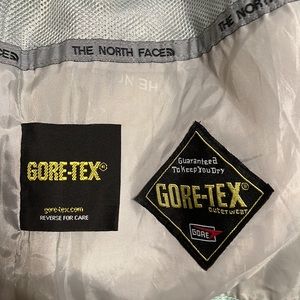 THE NORTH FACE
THE NORTH FACE
GORE-TEX®
gore-tex.com
REVERSE FOR CARE
Guaranteed
To Keep You Dry
GORE-TEX®
OUTERWEAR
GORE